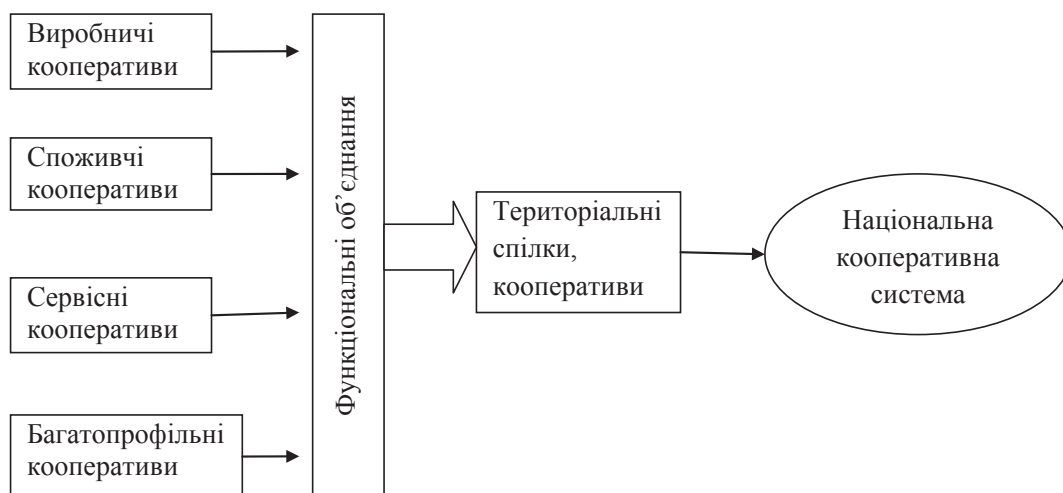 Виробничі
кооперативи
Споживчі
кооперативи
Сервісні
кооперативи
Багатопрофільні
кооперативи
Функціональні об’єднання
Територіальні
спілки,
кооперативи
Національна
кооперативна
система